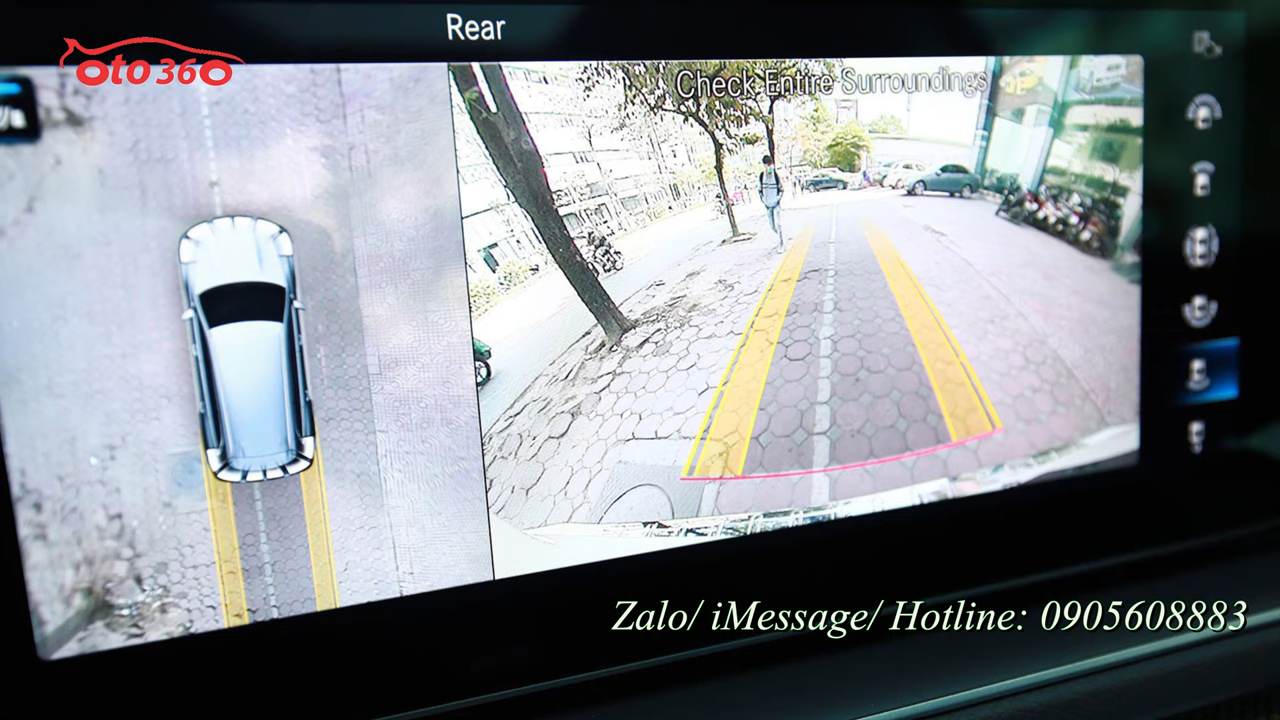 Rear
oto360
Check Entire Surroundings
Zalo/ iMessage/ Hotline: 0905608883